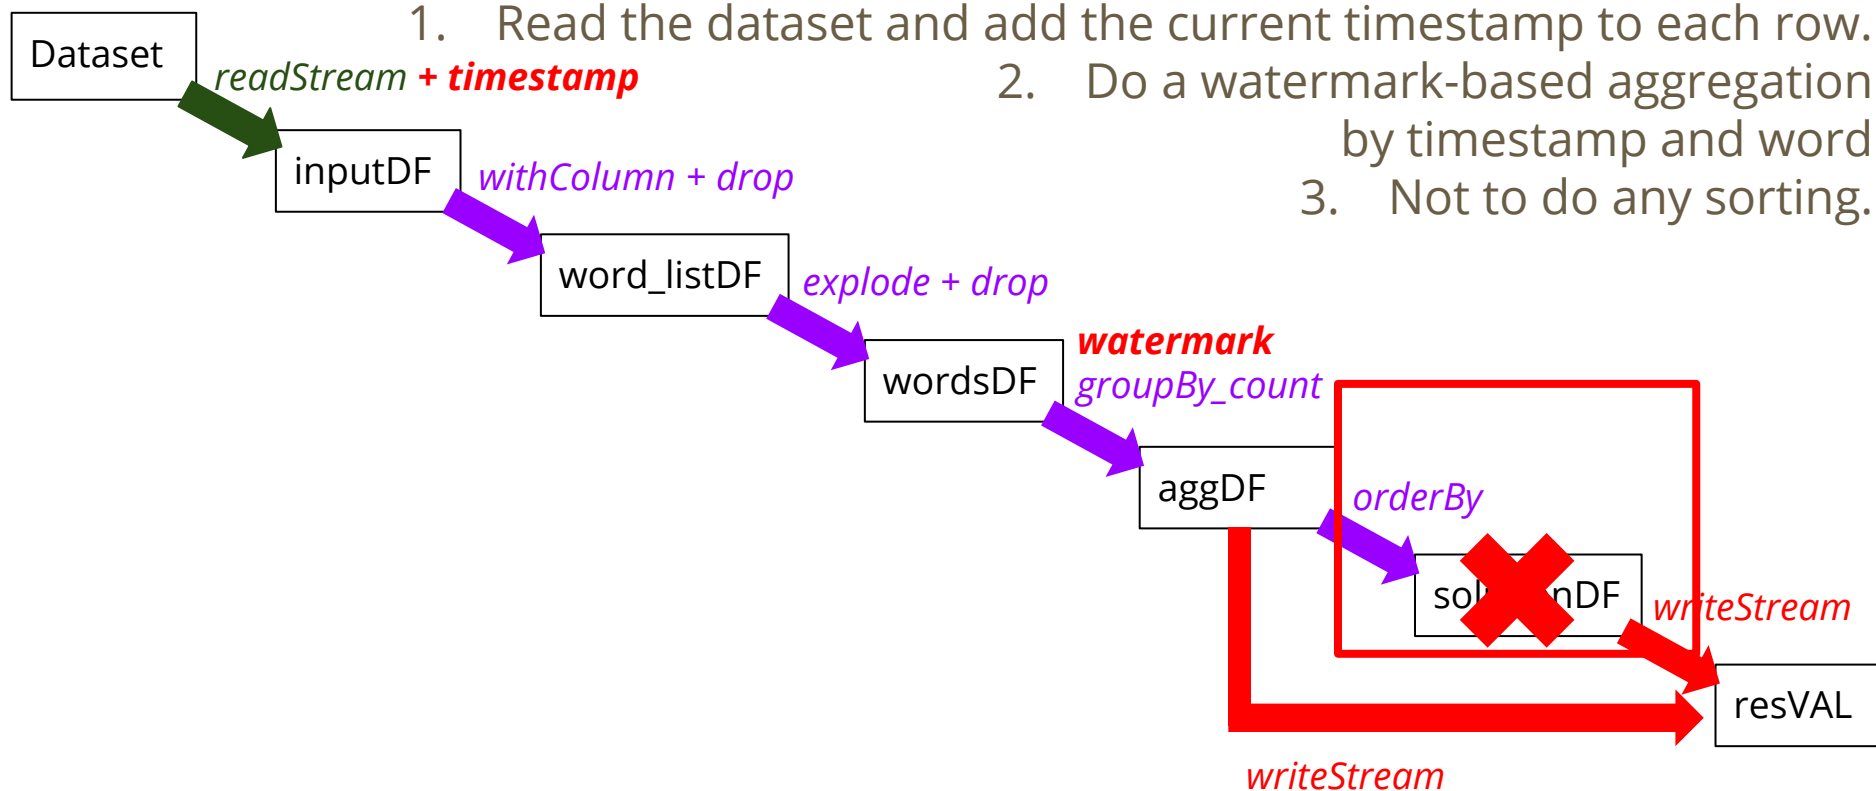 1. Read the dataset and add the current timestamp to each row.
Dataset
readStream + timestamp
2. Do a watermark-based aggregation
by timestamp and word
inputDF
withColumn + drop
3. Not to do any sorting.
word_listDF
explode + drop
watermark
wordsDF
groupBy_count
aggDF
orderBy
sol nDF
writeStream
resVAL
writeStream